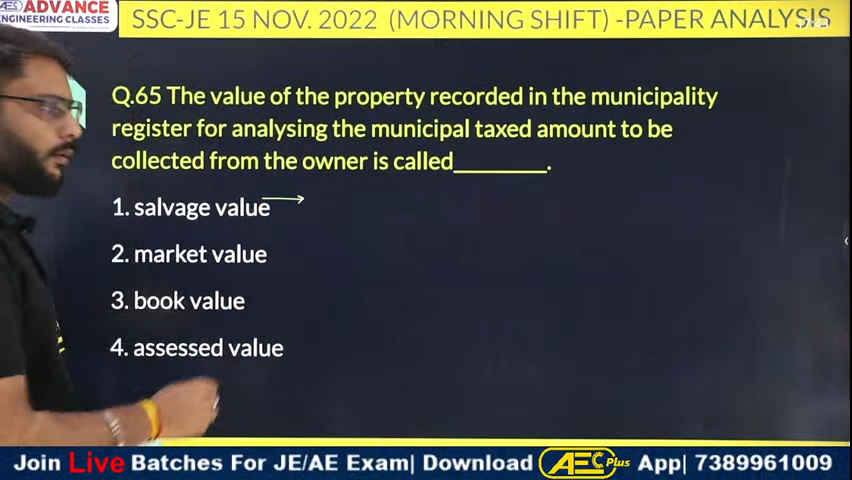 AEC ADVANCE
ENGINEERING CLASSES
SSC-JE 15 NOV. 2022 (MORNING SHIFT) -PAPER ANALYSIS
Q.65 The value of the property recorded in the municipality
register for analysing the municipal taxed amount to be
collected from the owner is called_______.
1. salvage value
2. market value
3. book value
4. assessed value
Join Live Batches For JE/AE Exam| Download AEC Plus App| 7389961009